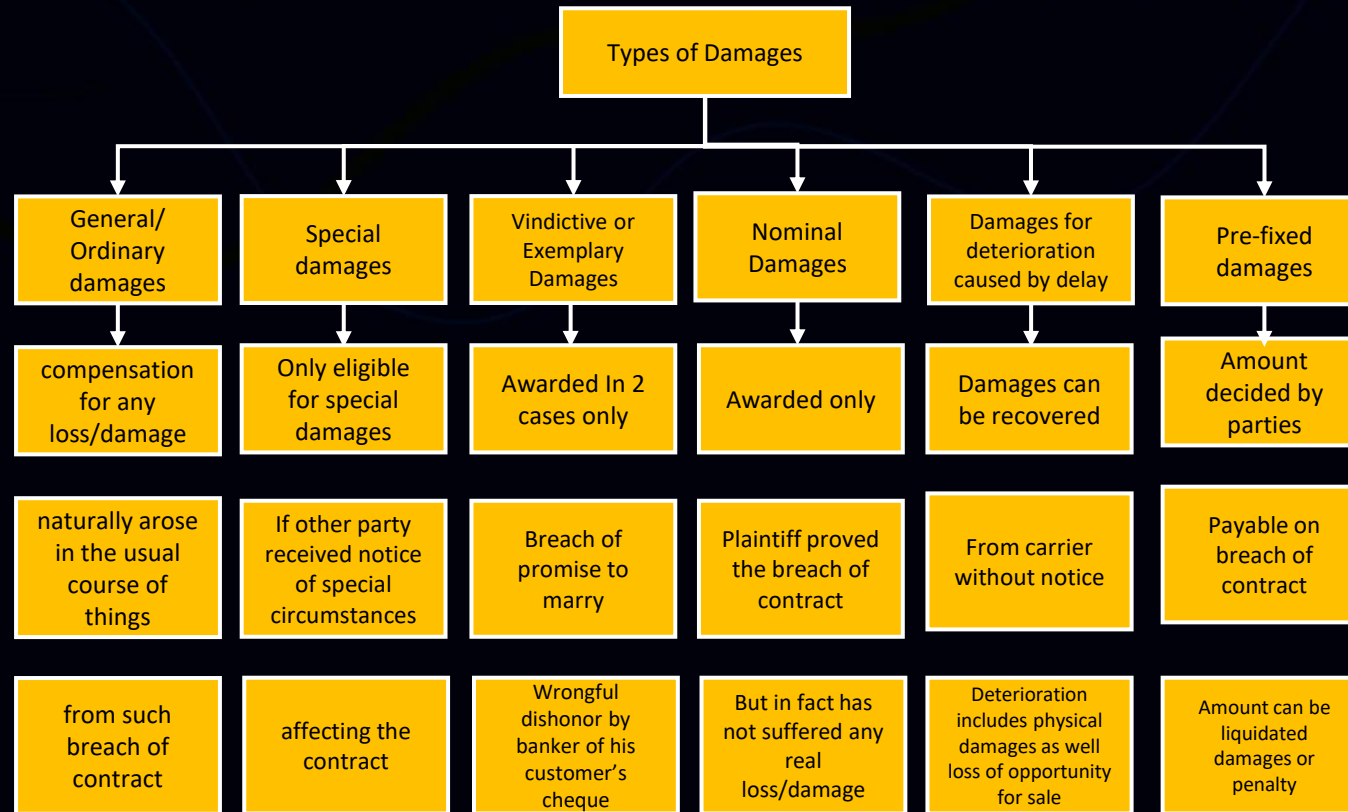 Types of Damages
General/
Ordinary
damages
Special
damages
Vindictive or
Exemplary
Damages
Nominal
Damages
Damages for
deterioration
caused by delay
Pre-fixed
damages
compensation
for any
loss/damage
Only eligible
for special
damages
Awarded In 2
cases only
Awarded only
Damages can
be recovered
Amount
decided by
parties
naturally arose
in the usual
course of
things
If other party
received notice
of special
circumstances
Breach of
promise to
marry
Plaintiff proved
the breach of
contract
From carrier
without notice
Payable on
breach of
contract
from such
breach of
contract
affecting the
contract
Wrongful
dishonor by
banker of his
customer’s
cheque
But in fact has
not suffered any
real
loss/damage
Deterioration
includes physical
damages as well
loss of opportunity
for sale
Amount can be
liquidated
damages or
penalty